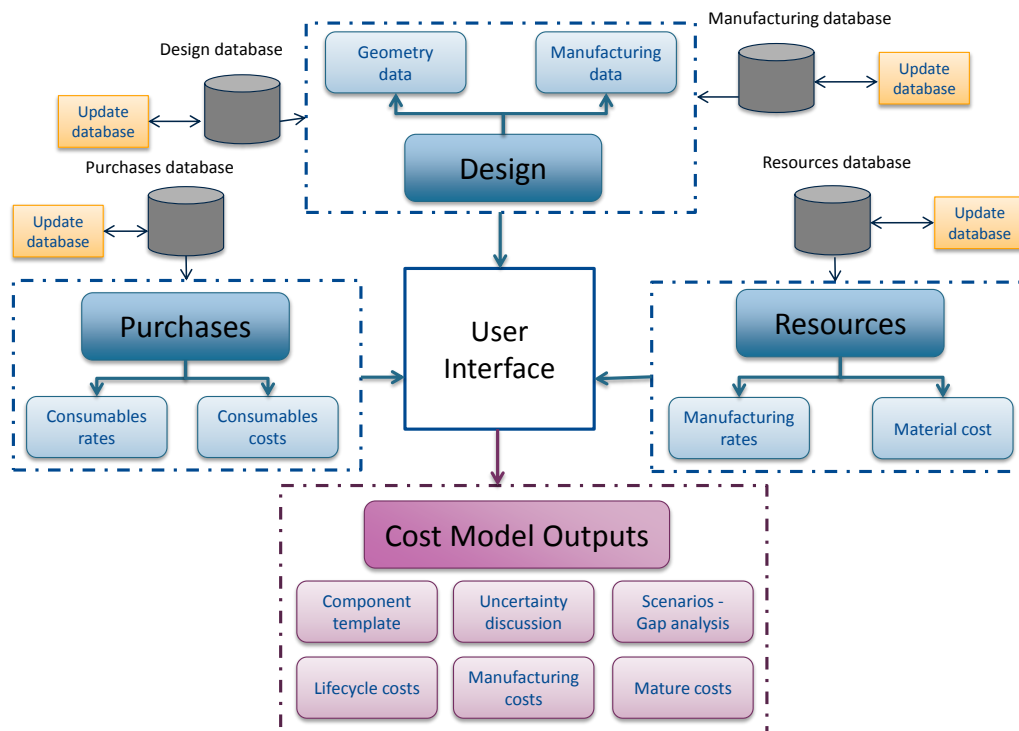 Manufacturing database
Design database
Geometry
data
Manufacturing
data
Update
database
Update
database
Design
Purchases database
Resources database
Update
database
Update
database
Purchases
User
Interface
Resources
Consumables
rates
Consumables
costs
Manufacturing
rates
Material cost
Cost Model Outputs
Component
template
Uncertainty
discussion
Scenarios -
Gap analysis
Lifecycle costs
Manufacturing
costs
Mature costs